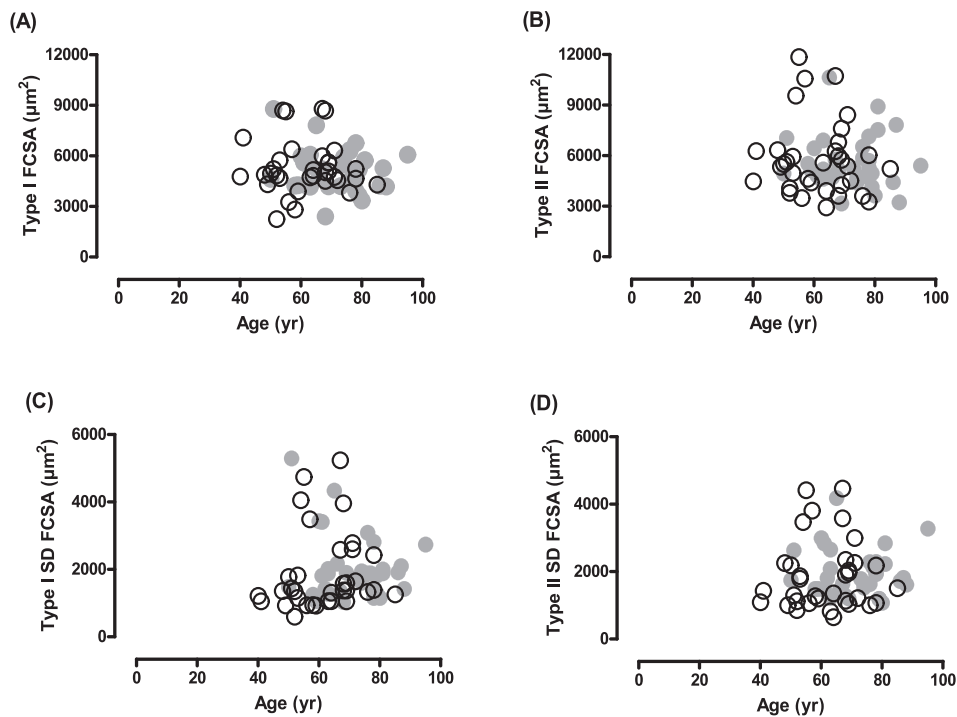 (A)
(B)
12000
9000
6000
3000
0
Type I FCSA (µm²)
0 20 40 60 80 100
Age (yr)
12000
9000
6000
3000
0
Type II FCSA (µm²)
0 20 40 60 80 100
Age (yr)
(C)
(D)
6000
4000
2000
0
Type I SD FCSA (µm²)
0 20 40 60 80 100
Age (yr)
6000
4000
2000
0
Type II SD FCSA (µm²)
0 20 40 60 80 100
Age (yr)